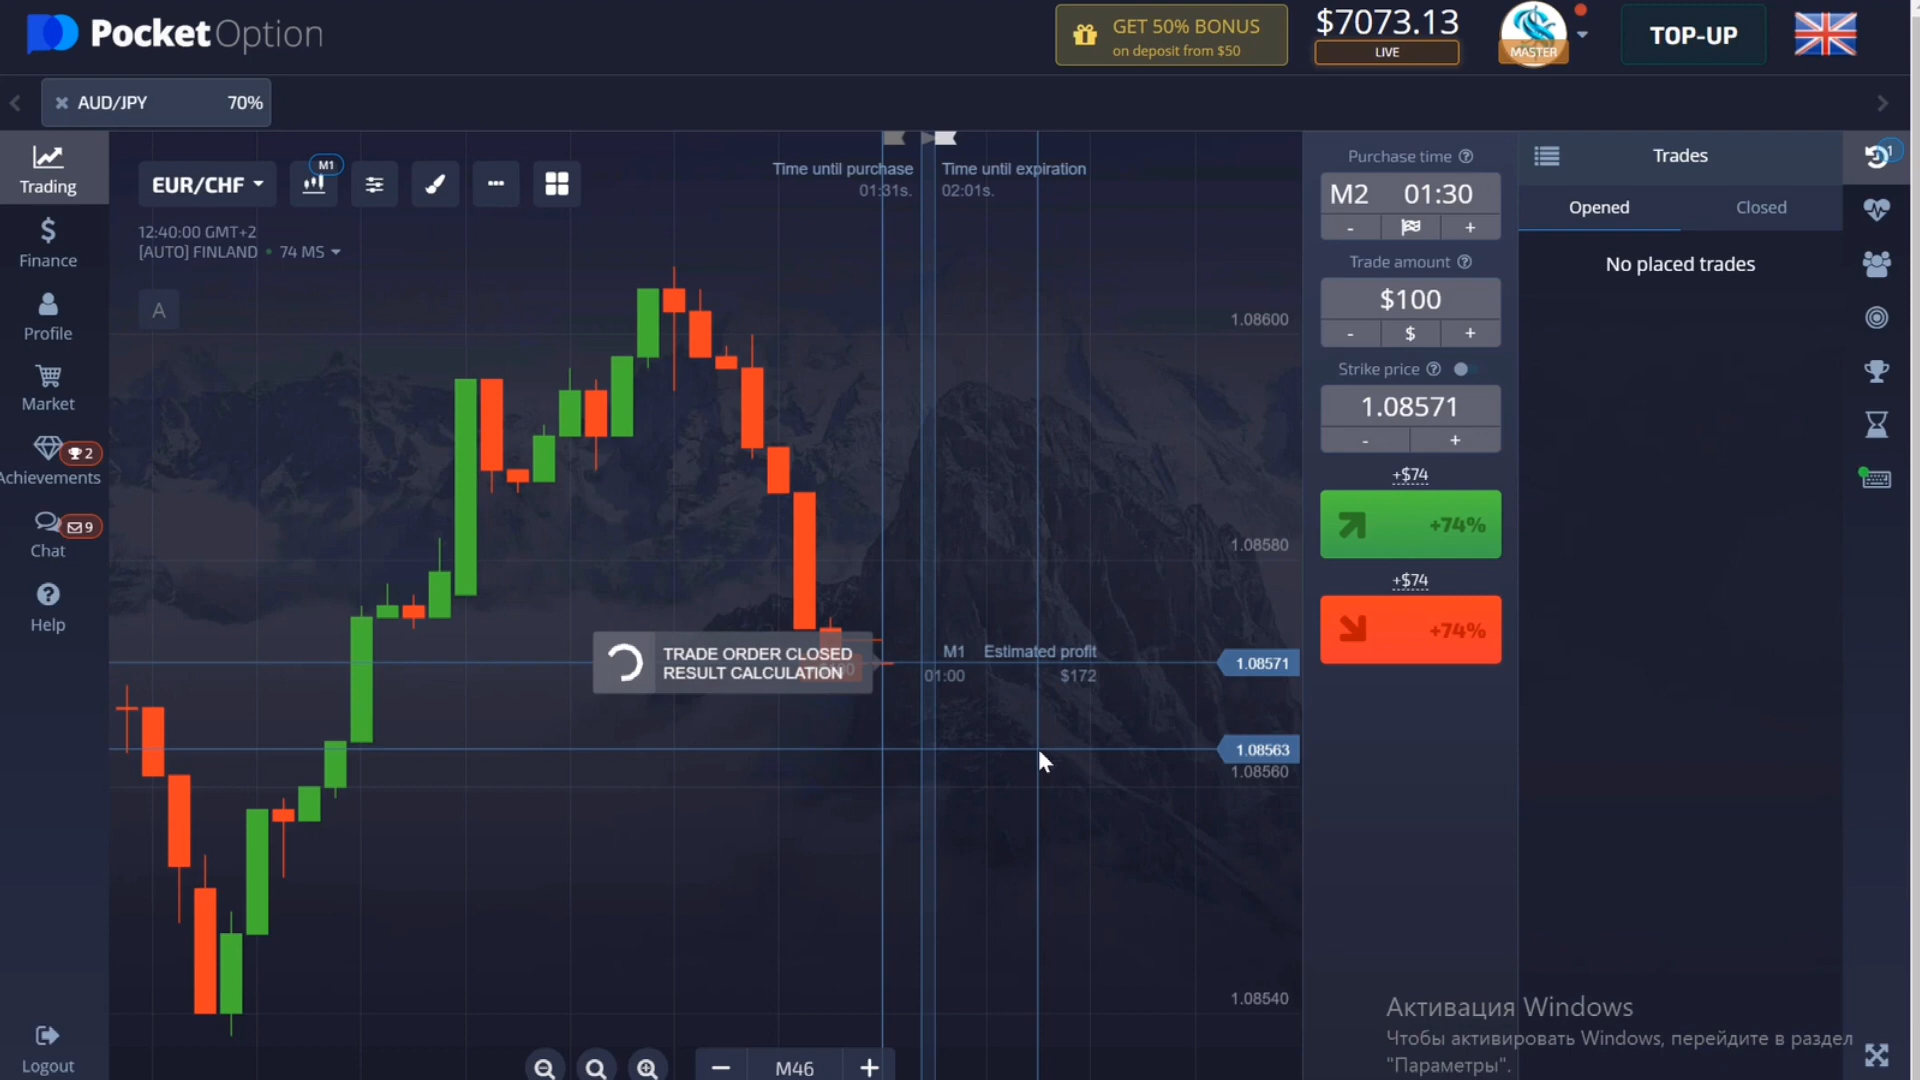 PocketOption
GET 50% BONUS
on deposit from $50
$7073.13
LIVE
MASTER
TOP-UP
AUD/JPY 70%
Trading
Finance
Profile
Market
2
Achievements
9
Chat
Help
Logout
EUR/CHF
M1
12:40:00 GMT+2
[AUTO] FINLAND • 74 MS
A
Time until purchase
01:31s.
Time until expiration
02:01s.
1.08600
1.08580
TRADE ORDER CLOSED
RESULT CALCULATION
M1 Estimated profit
01:00 $172
1.08571
1.08563
1.08560
1.08540
M46
Purchase time
M2 01:30
- +
Trade amount
$100
- $ +
Strike price
1.08571
- +
+$74
+74%
+$74
+74%
Trades
Opened Closed
No placed trades
1
Активация Windows
Чтобы активировать Windows, перейдите в раздел
"Параметры".